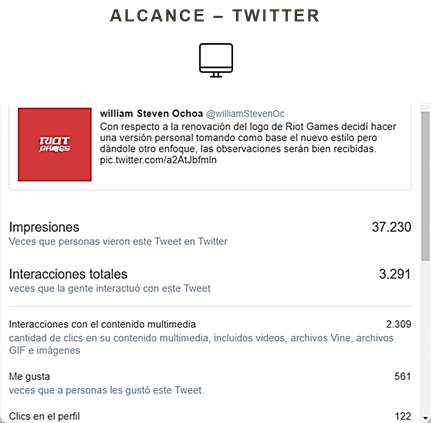 ALCANCE – TWITTER
william Steven Ochoa @williamStevenOc
Con respecto a la renovación del logo de Riot Games decidí hacer
una versión personal tomando como base el nuevo estilo pero
dándole otro enfoque, las observaciones serán bien recibidas.
pic.twitter.com/a2AtJbfmln
RIOT
GAMES
Impresiones 37.230
Veces que personas vieron este Tweet en Twitter
Interacciones totales 3.291
veces que la gente interactuó con este Tweet
Interacciones con el contenido multimedia 2.309
cantidad de clics en su contenido multimedia, incluidos videos, archivos Vine, archivos
GIF e imágenes
Me gusta 561
veces que a personas les gustó este Tweet.
Clics en el perfil 122